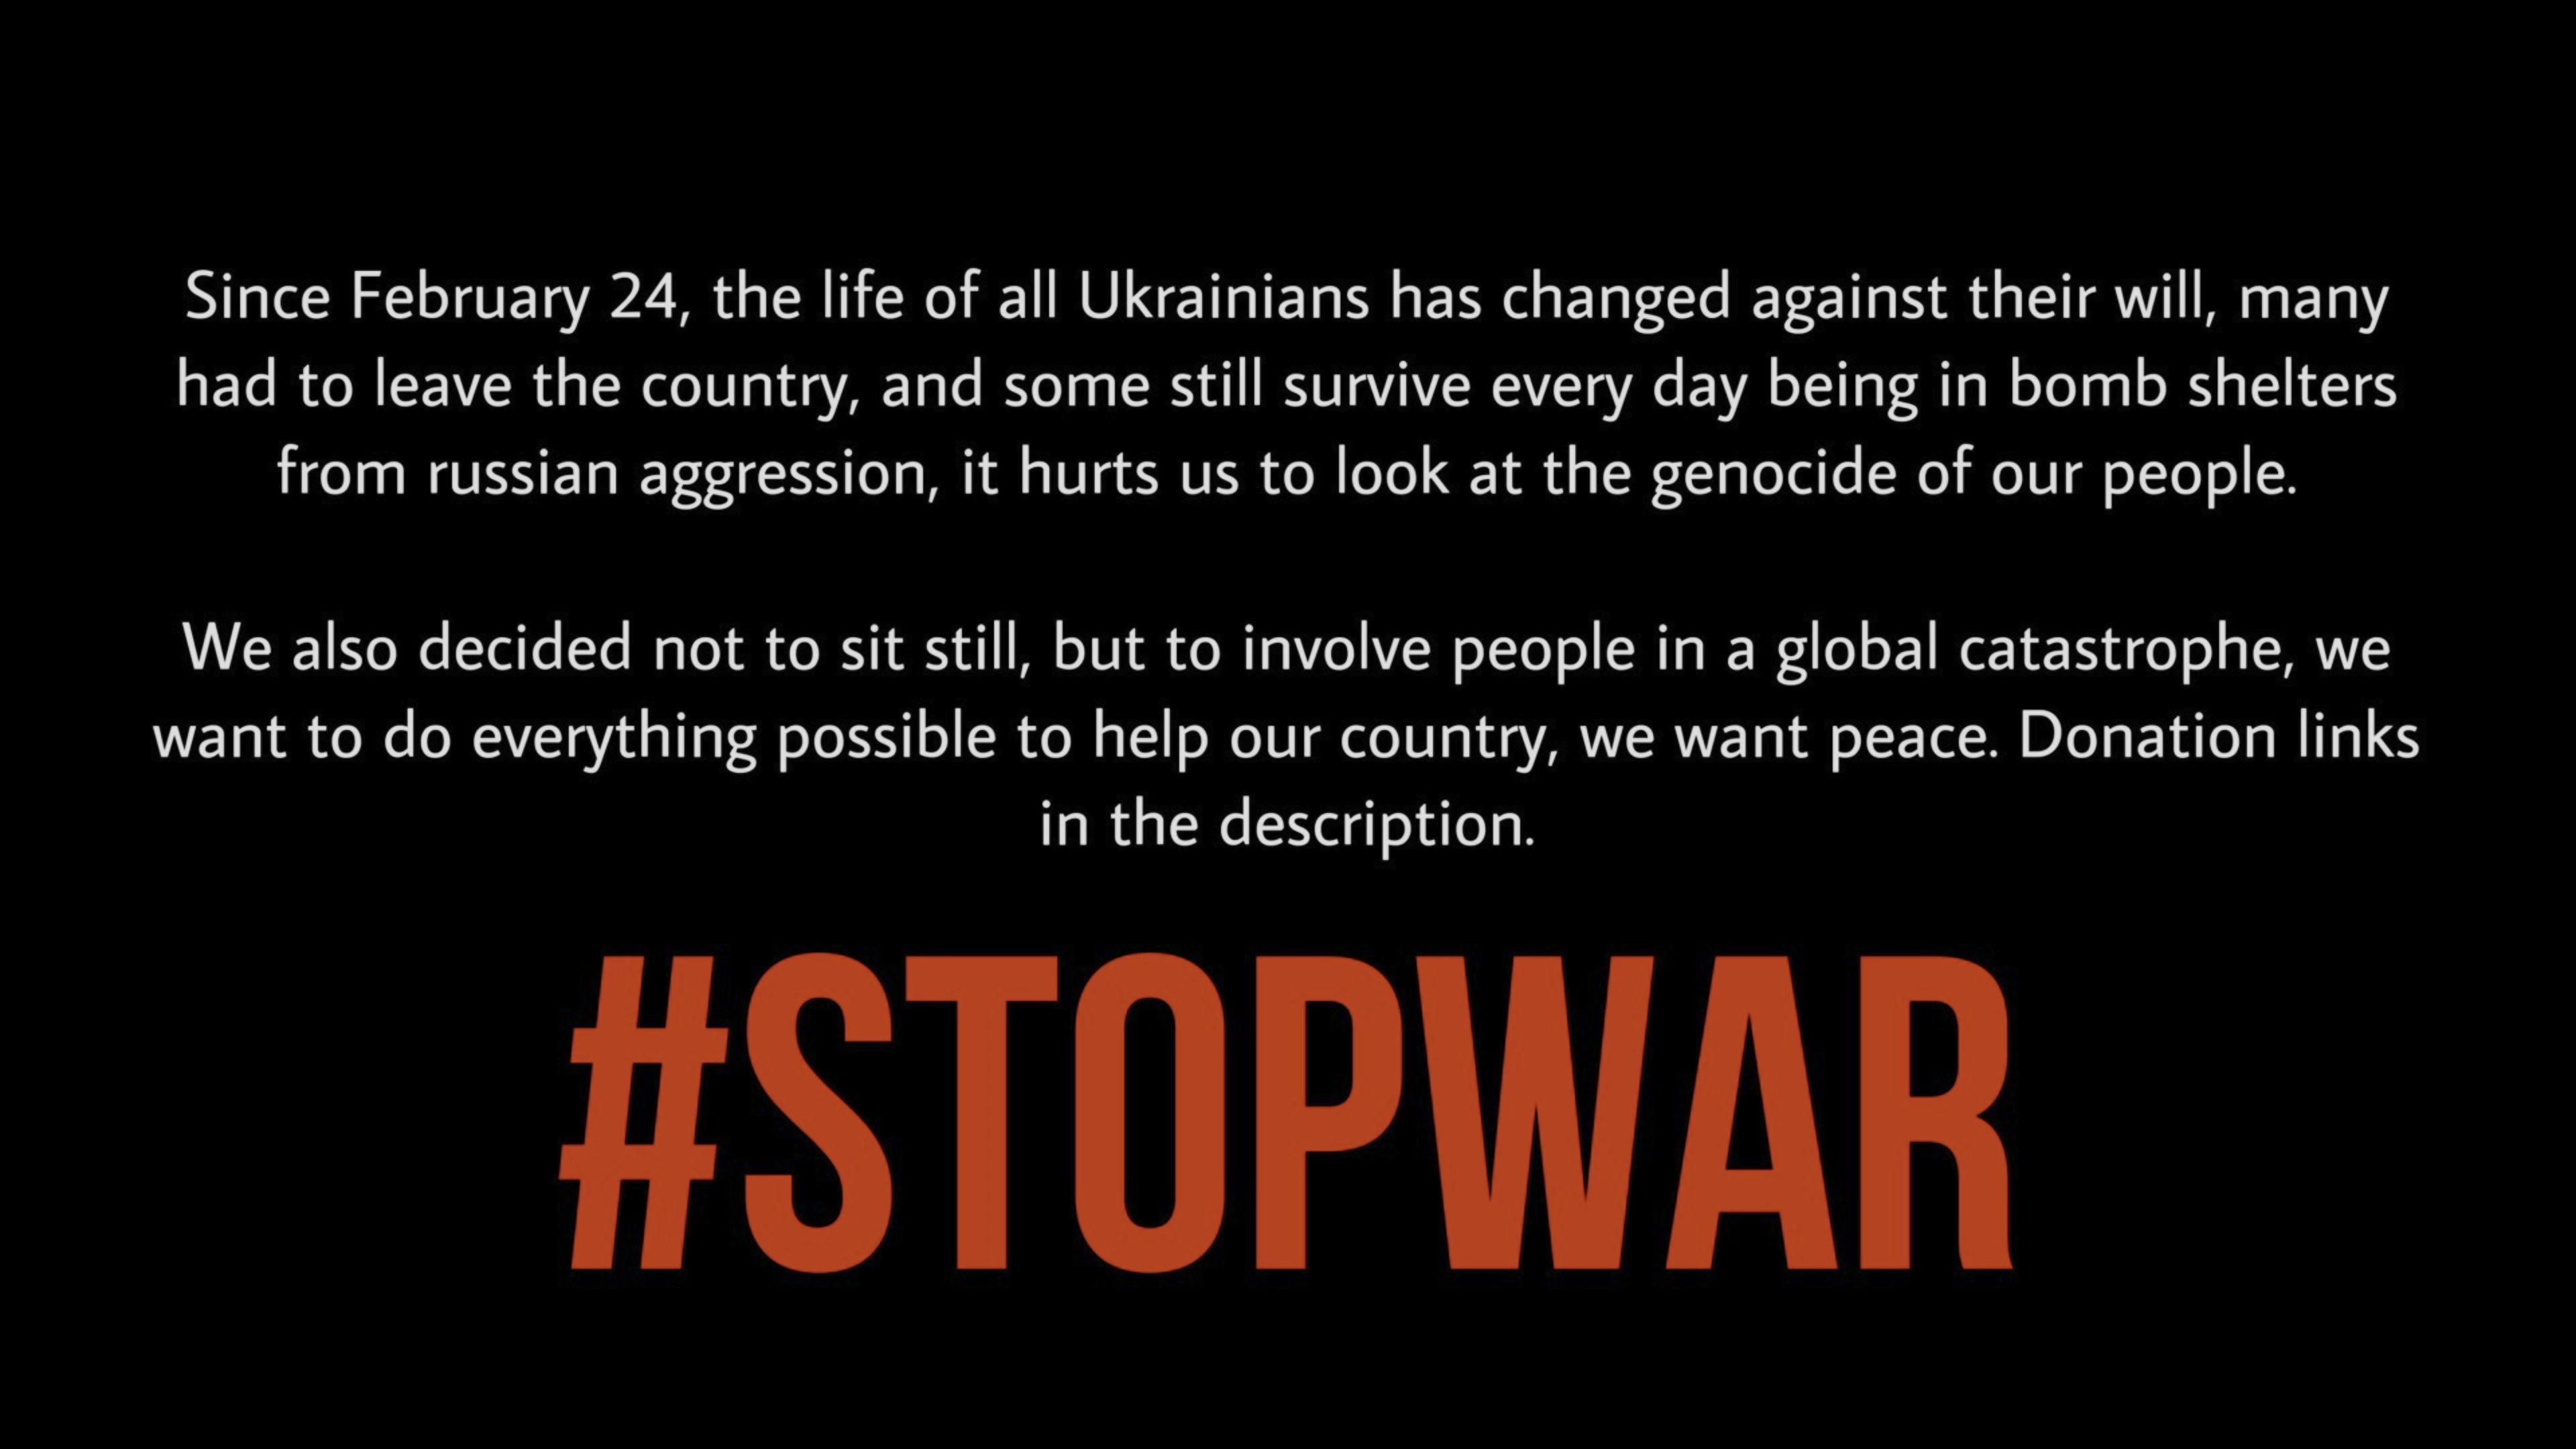 Since February 24, the life of all Ukrainians has changed against their will, many
had to leave the country, and some still survive every day being in bomb shelters
from russian aggression, it hurts us to look at the genocide of our people.
We also decided not to sit still, but to involve people in a global catastrophe, we
want to do everything possible to help our country, we want peace. Donation links
in the description.
#STOPWAR